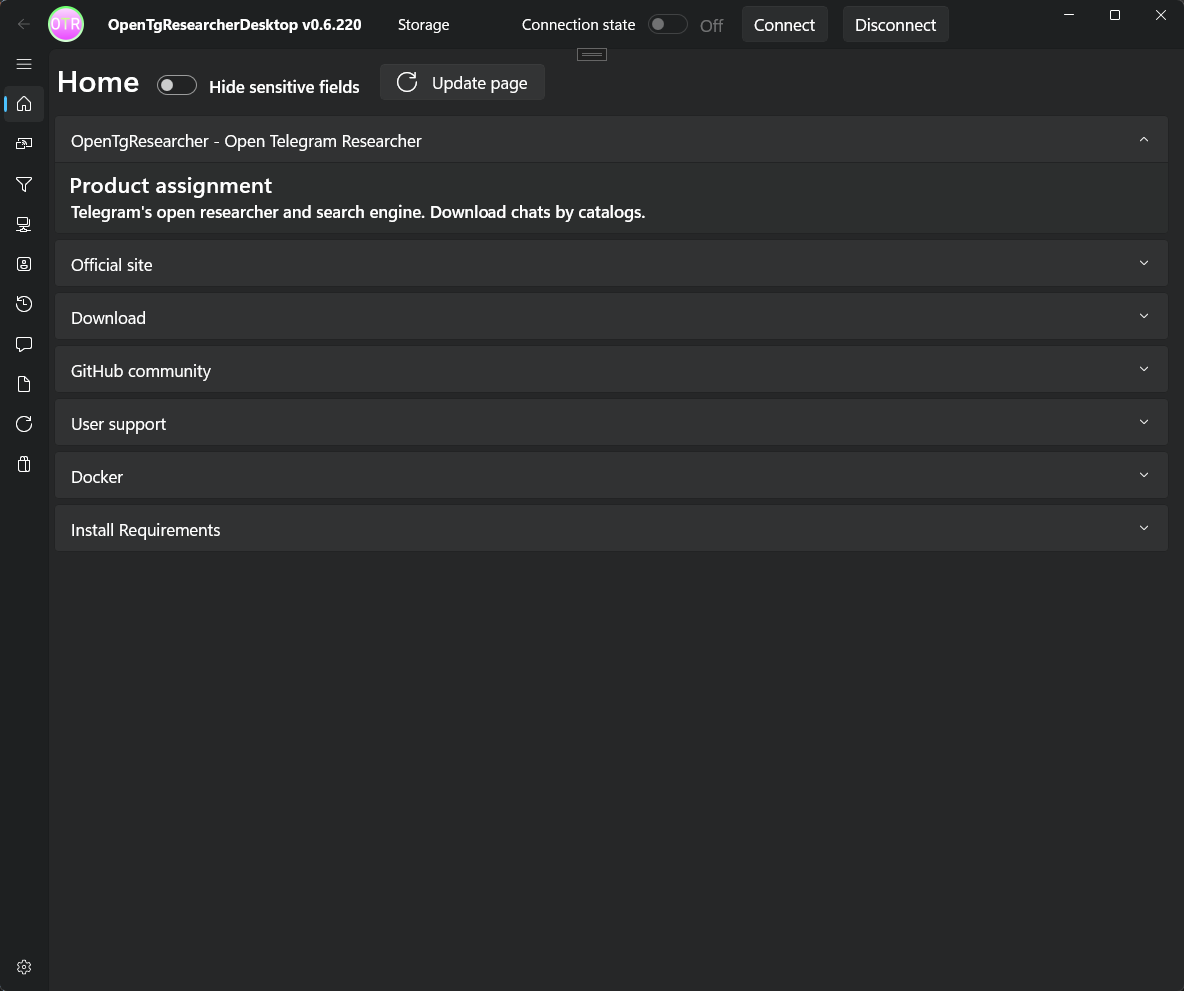 OTR
OpenTgResearcherDesktop v0.6.220
Storage
Connection state
Off
Connect
Disconnect
Home
Hide sensitive fields
Update page
OpenTgResearcher - Open Telegram Researcher
Product assignment
Telegram's open researcher and search engine. Download chats by catalogs.
Official site
Download
GitHub community
User support
Docker
Install Requirements